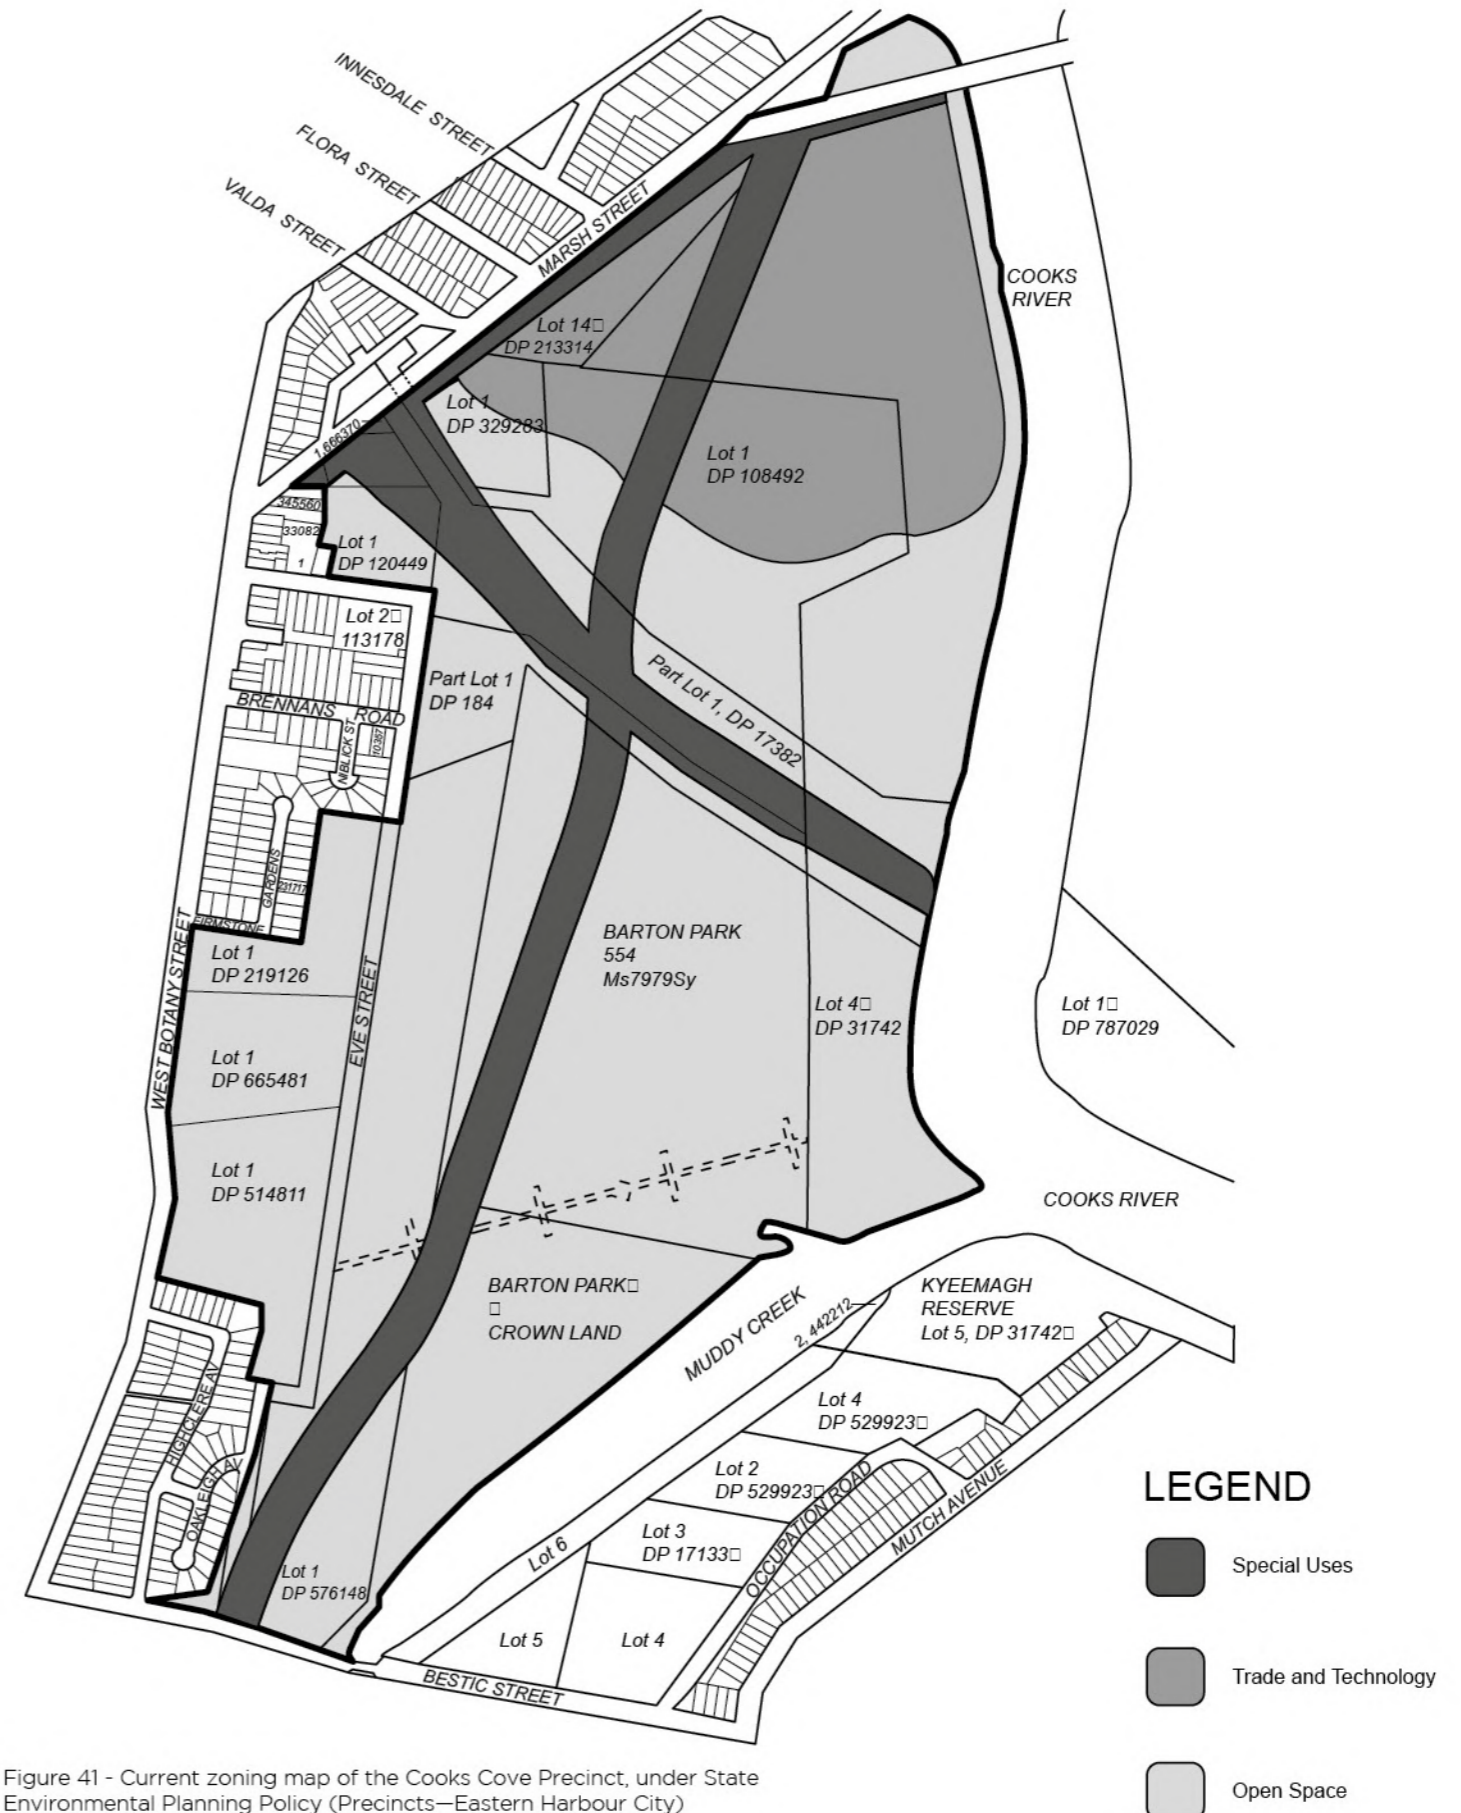 INNESDALE STREET
FLORA STREET
VALDA STREET
MARSH STREET
COOKS
RIVER
Lot 14□
DP 213314
Lot 1
DP 329283
1,666370
Lot 1
DP 108492
345560
33082
1
Lot 1
DP 120449
Lot 2□
113178
Part Lot 1
DP 184
Part Lot 1, DP 17382
BRENNANS ROAD
NIBLICK ST
10387
GARDENS
231717
FIRMSTONE
WEST BOTANY STREET
Lot 1
DP 219126
EVE STREET
BARTON PARK
554
Ms7979Sy
Lot 4□
DP 31742
Lot 1□
DP 787029
Lot 1
DP 665481
Lot 1
DP 514811
COOKS RIVER
BARTON PARK□
□
CROWN LAND
MUDDY CREEK
2, 442212
KYEEMAGH
RESERVE
Lot 5, DP 31742□
HIGHCLERE AV
OAKLEIGH AV
Lot 4
DP 529923□
Lot 2
DP 529923□
OCCUPATION ROAD
MUTCH AVENUE
Lot 3
DP 17133□
Lot 6
Lot 1
DP 576148
Lot 5
Lot 4
BESTIC STREET
LEGEND
Special Uses
Trade and Technology
Open Space
Figure 41 - Current zoning map of the Cooks Cove Precinct, under State
Environmental Planning Policy (Precincts—Eastern Harbour City)